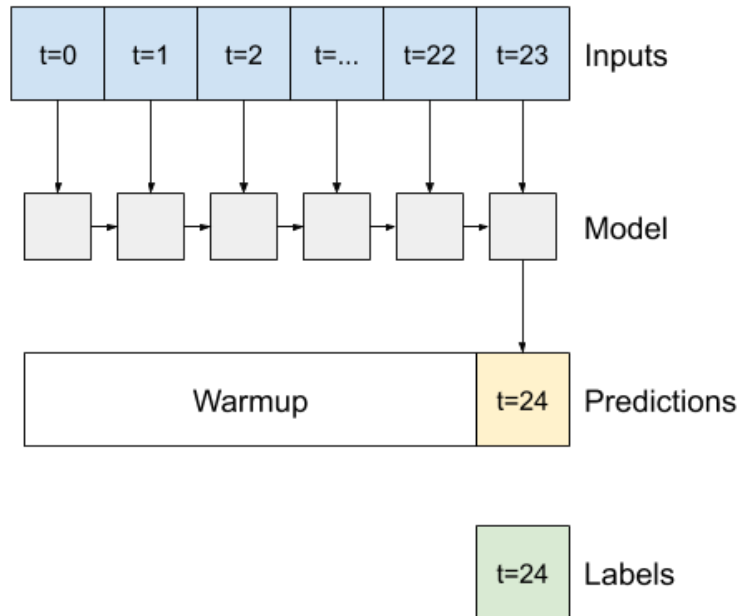 t=0 t=1 t=2 t=... t=22 t=23 Inputs
Model
Warmup t=24 Predictions
t=24 Labels